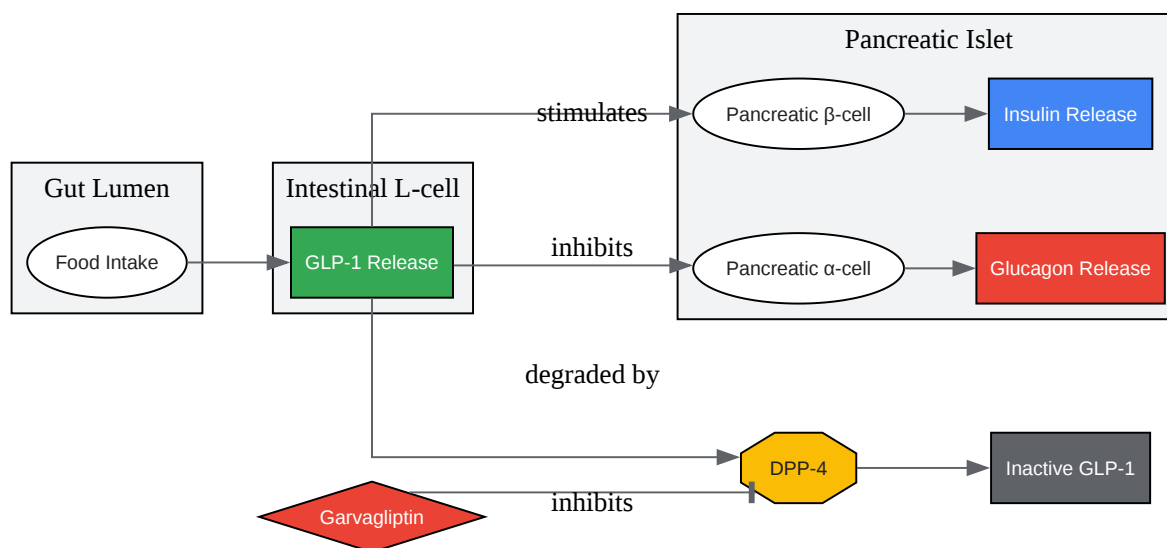 Pancreatic Islet
stimulates
Pancreatic β-cell
Insulin Release
Gut Lumen
Intestinal L-cell
Food Intake
GLP-1 Release
inhibits
Pancreatic α-cell
Glucagon Release
degraded by
DPP-4
Inactive GLP-1
Garvagliptin
inhibits